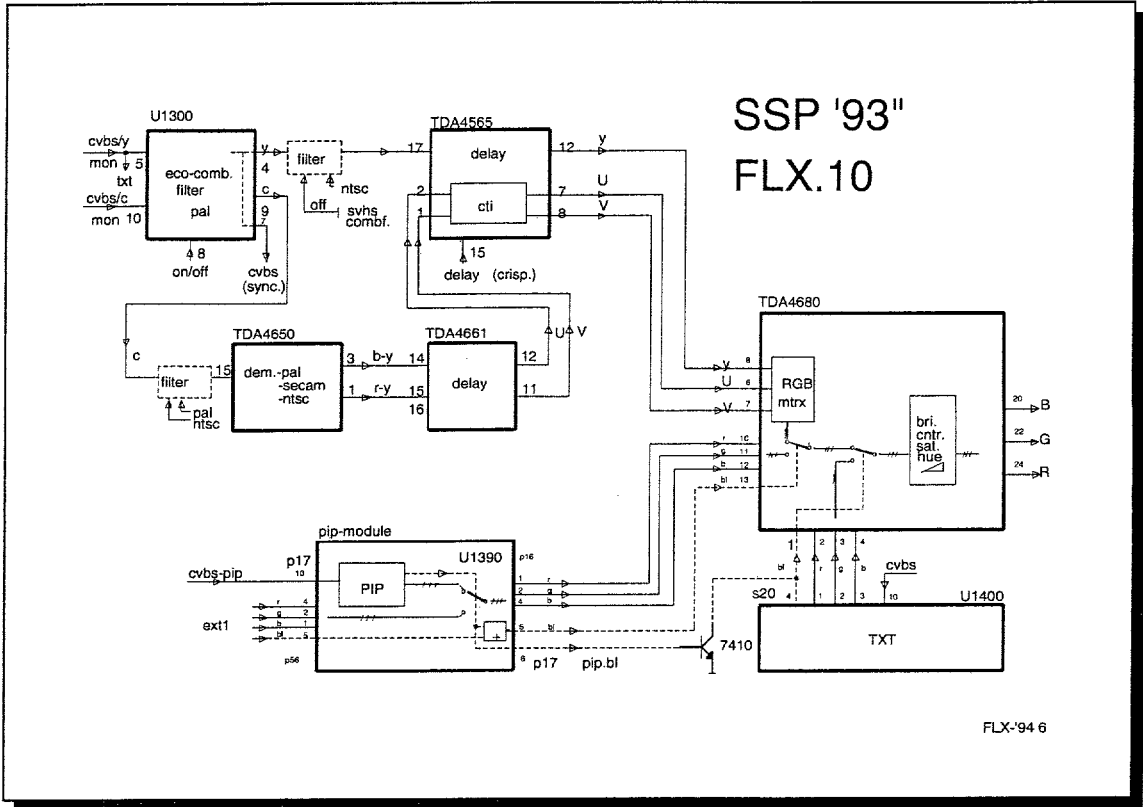 SSP '93"
FLX.10
U1300
cvbs/y
mon 5
txt
cvbs/c
mon 10
eco-comb.
filter
pal
y
4
c
9
7
8
on/off
cvbs
(sync.)
filter
ntsc
off
svhs
combf.
TDA4565
17
delay
12
y
2
cti
7
U
1
8
V
15
delay (crisp.)
c
filter
pal
ntsc
TDA4650
15
dem.-pal
-secam
-ntsc
3 b-y 14
1 r-y 15
16
TDA4661
delay
12
11
U
V
TDA4680
y 8
U 6
V 7
RGB
mtrx
r 10
g 11
b 12
bl 13
bri.
cntr.
sat.
hue
20 B
22 G
24 R
1 2 3 4
bl r g b
cvbs
s20 4 1 2 3 10
U1400
TXT
pip-module
p17
U1390
p16
cvbs-pip 10
PIP
ext1
r 4
g 2
b 1
bl 5
p56
1 r
2 g
4 b
5 bl
+
6 p17 pip.bl
7410
FLX-'94 6